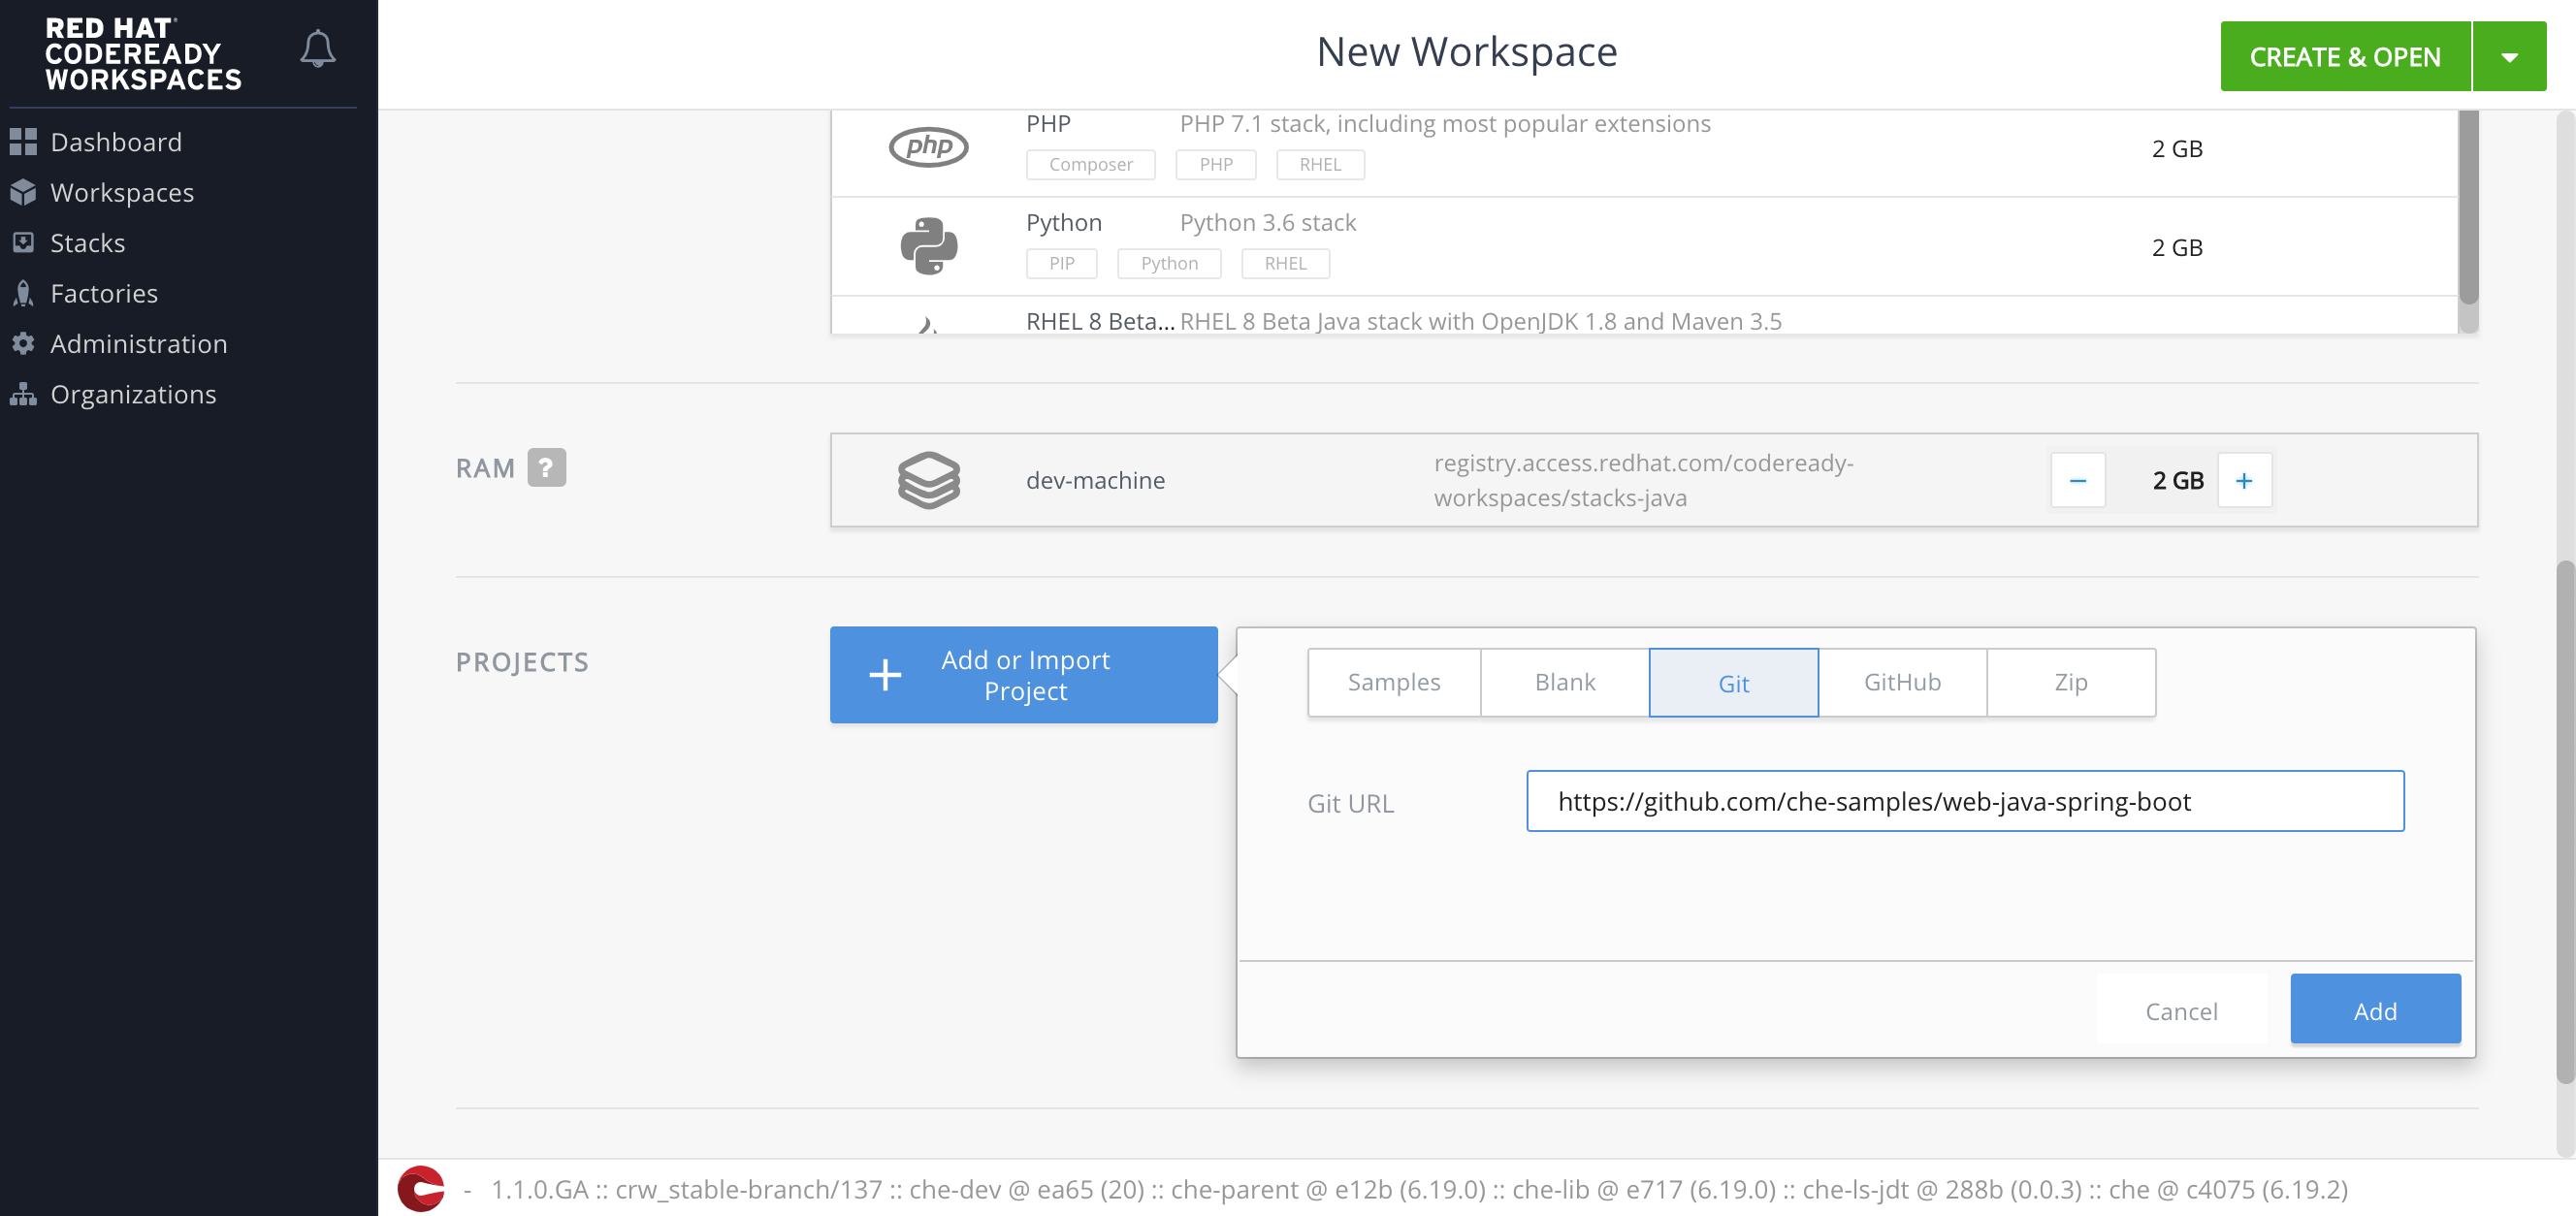 RED HAT
CODEREADY
WORKSPACES
Dashboard
Workspaces
Stacks
Factories
Administration
Organizations
New Workspace
CREATE & OPEN
php
PHP PHP 7.1 stack, including most popular extensions
Composer PHP RHEL
2 GB
Python Python 3.6 stack
PIP Python RHEL
2 GB
RHEL 8 Beta... RHEL 8 Beta Java stack with OpenJDK 1.8 and Maven 3.5
RAM ?
dev-machine
registry.access.redhat.com/codeready-
workspaces/stacks-java
− 2 GB +
PROJECTS
+ Add or Import
Project
Samples Blank Git GitHub Zip
Git URL https://github.com/che-samples/web-java-spring-boot
Cancel Add
- 1.1.0.GA :: crw_stable-branch/137 :: che-dev @ ea65 (20) :: che-parent @ e12b (6.19.0) :: che-lib @ e717 (6.19.0) :: che-ls-jdt @ 288b (0.0.3) :: che @ c4075 (6.19.2)